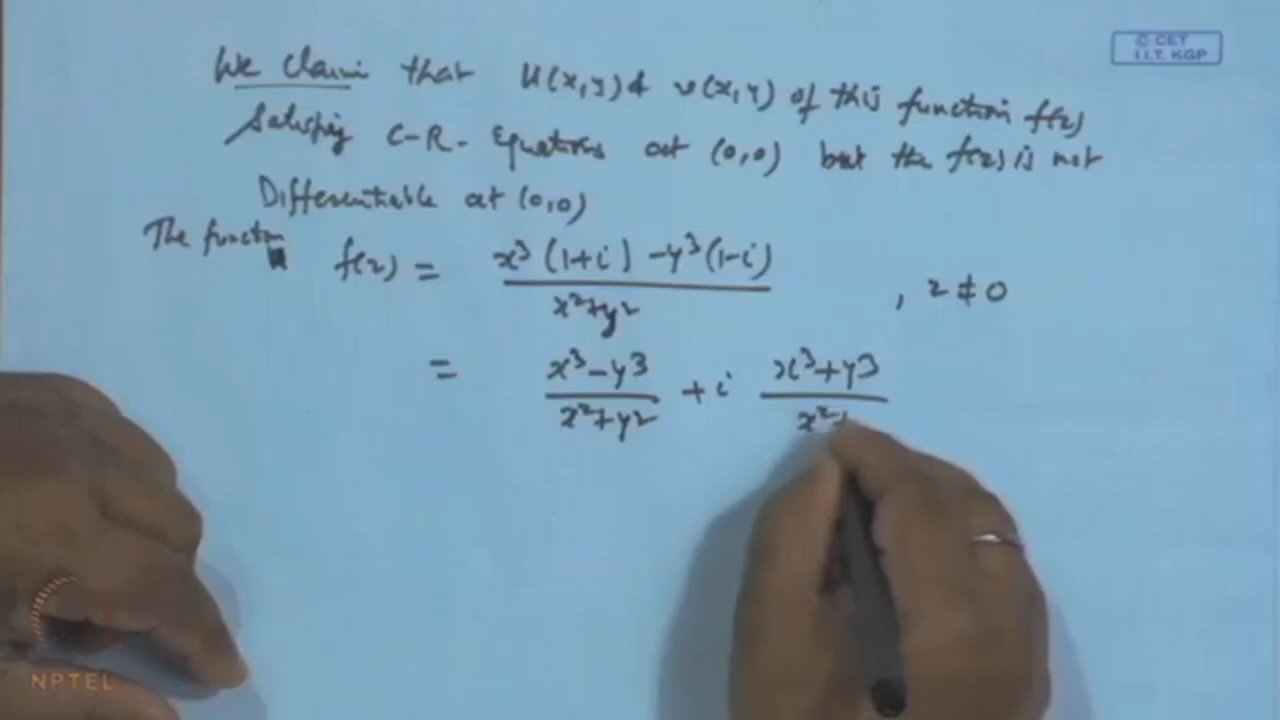 © CET
I.I.T. KGP
We claim that u(x,y) & v(x,y) of this function f(z)
Satisfy C-R- Equations at (0,0) but the f(z) is not
Differentiable at (0,0)
The function f(z) = x³(1+i) - y³(1-i) / x²+y² , z ≠ 0
= x³-y³ / x²+y² + i x³+y³ / x²+
NPTEL